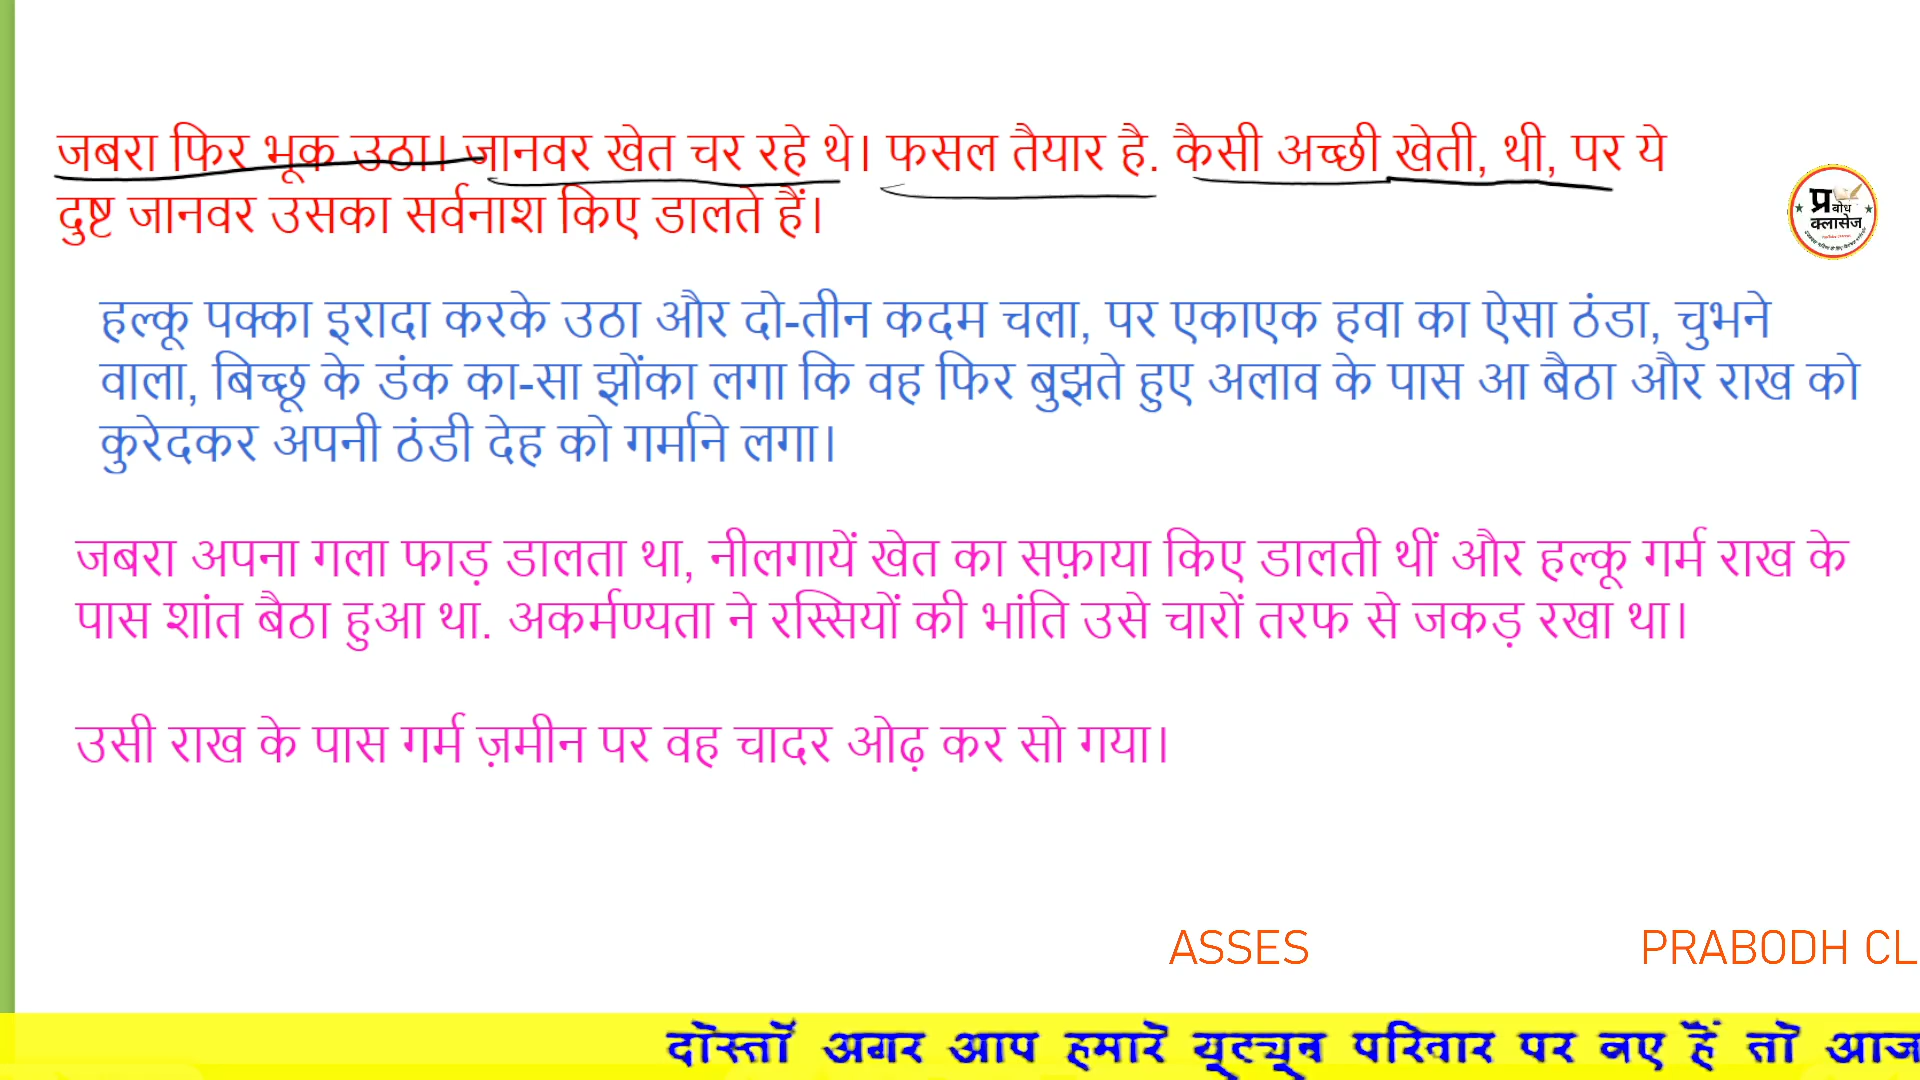 जबरा फिर भूक उठा। जानवर खेत चर रहे थे। फसल तैयार है. कैसी अच्छी खेती, थी, पर ये
दुष्ट जानवर उसका सर्वनाश किए डालते हैं।
प्रबोध
क्लासेज
हल्कू पक्का इरादा करके उठा और दो-तीन कदम चला, पर एकाएक हवा का ऐसा ठंडा, चुभने
वाला, बिच्छू के डंक का-सा झोंका लगा कि वह फिर बुझते हुए अलाव के पास आ बैठा और राख को
कुरेदकर अपनी ठंडी देह को गर्माने लगा।
जबरा अपना गला फाड़ डालता था, नीलगायें खेत का सफ़ाया किए डालती थीं और हल्कू गर्म राख के
पास शांत बैठा हुआ था. अकर्मण्यता ने रस्सियों की भांति उसे चारों तरफ से जकड़ रखा था।
उसी राख के पास गर्म ज़मीन पर वह चादर ओढ़ कर सो गया।
ASSES PRABODH CL
दोस्तों अगर आप हमारे यूट्यूब परिवार पर नए हैं तो आज